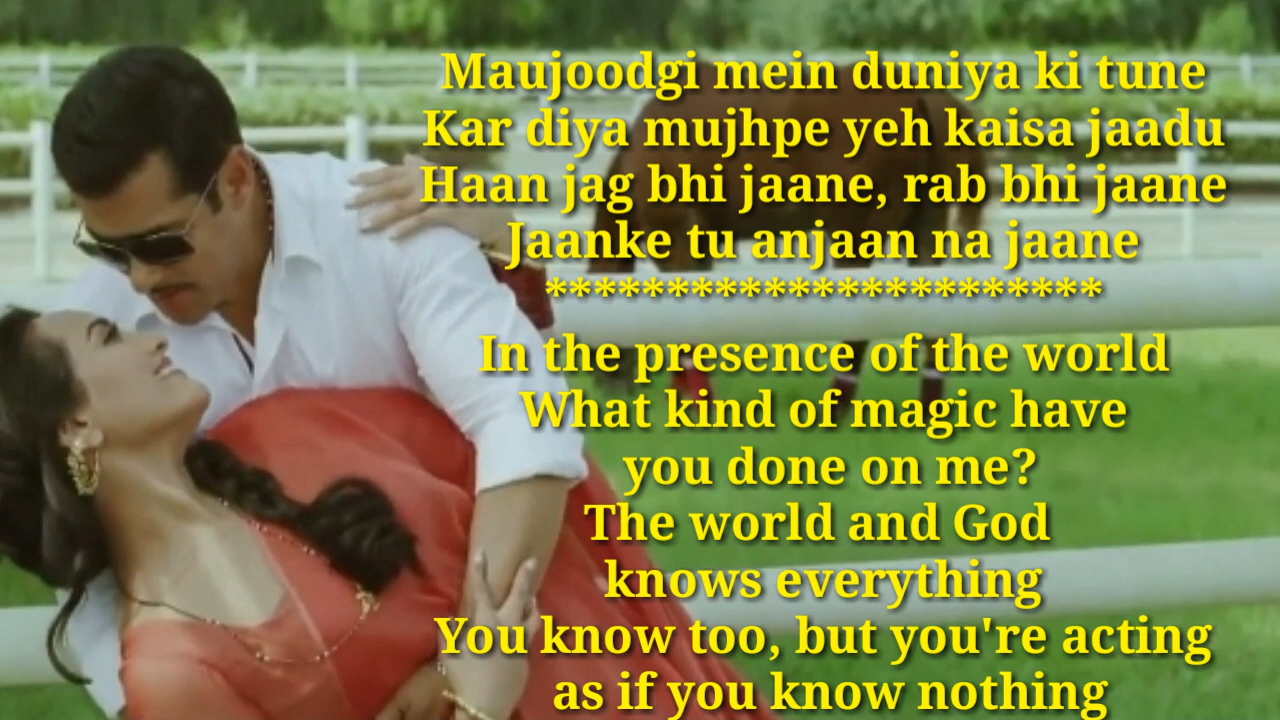 Maujoodgi mein duniya ki tune
Kar diya mujhpe yeh kaisa jaadu
Haan jag bhi jaane, rab bhi jaane
Jaanke tu anjaan na jaane
***********************
In the presence of the world
What kind of magic have
you done on me?
The world and God
knows everything
You know too, but you're acting
as if you know nothing